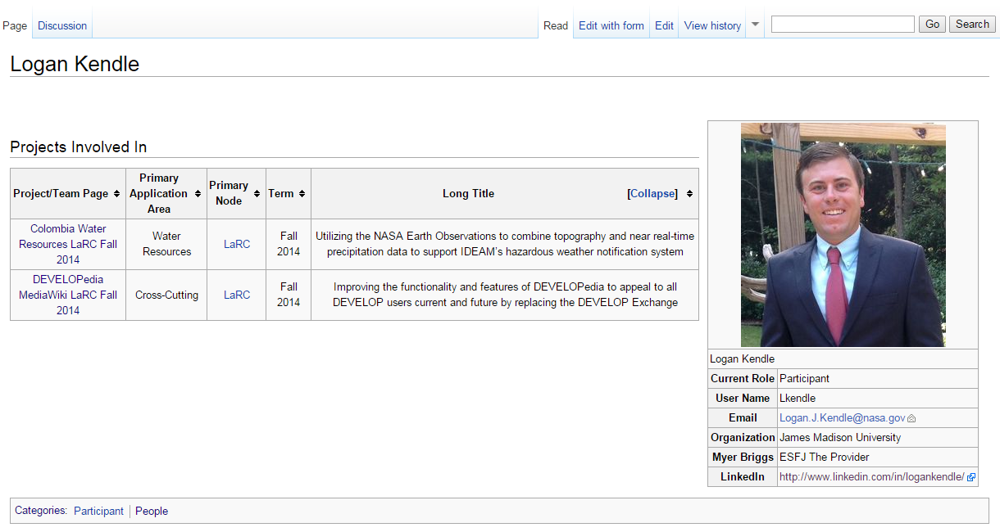 Page Discussion Read Edit with form Edit View history Go Search
Logan Kendle
Projects Involved In
Project/Team Page
Primary
Application
Area
Primary
Node
Term
Long Title [Collapse]
Colombia Water
Resources LaRC Fall
2014
Water
Resources
LaRC
Fall
2014
Utilizing the NASA Earth Observations to combine topography and near real-time
precipitation data to support IDEAM's hazardous weather notification system
DEVELOPedia
MediaWiki LaRC Fall
2014
Cross-Cutting
LaRC
Fall
2014
Improving the functionality and features of DEVELOPedia to appeal to all
DEVELOP users current and future by replacing the DEVELOP Exchange
Logan Kendle
Current Role Participant
User Name Lkendle
Email Logan.J.Kendle@nasa.gov
Organization James Madison University
Myer Briggs ESFJ The Provider
LinkedIn http://www.linkedin.com/in/logankendle/
Categories: Participant People